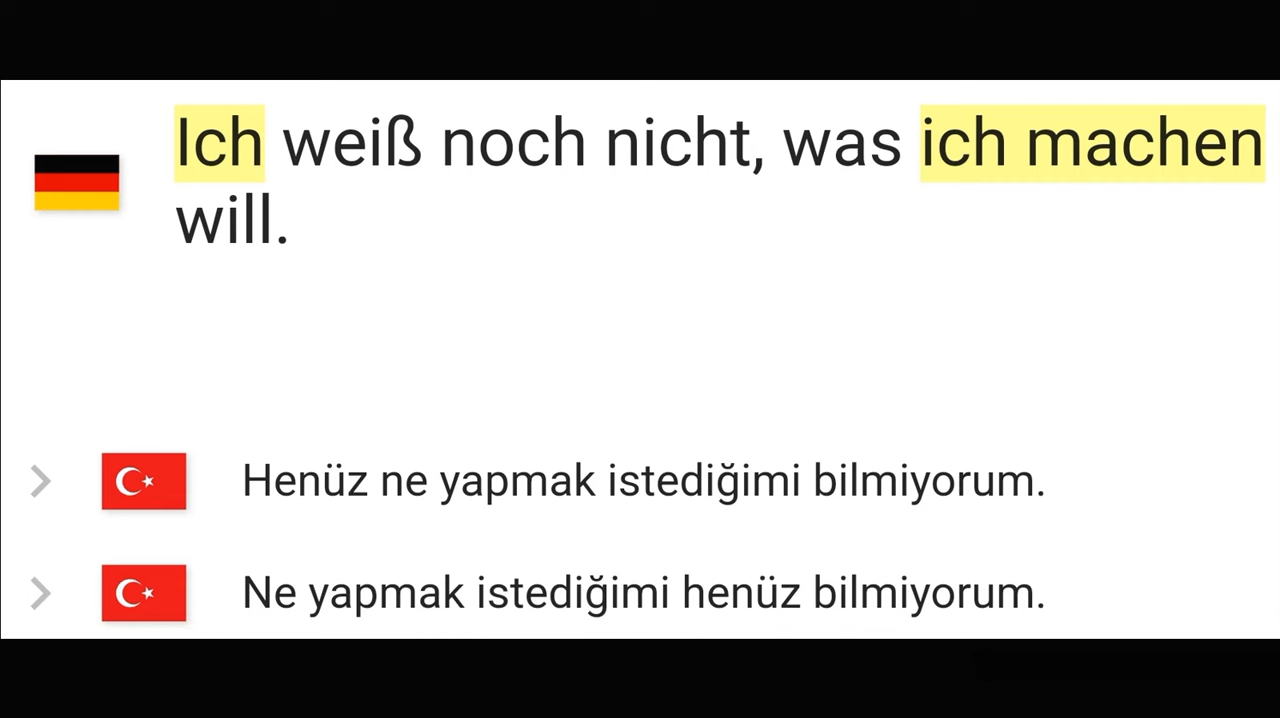 Ich weiß noch nicht, was ich machen
will.
Henüz ne yapmak istediğimi bilmiyorum.
Ne yapmak istediğimi henüz bilmiyorum.